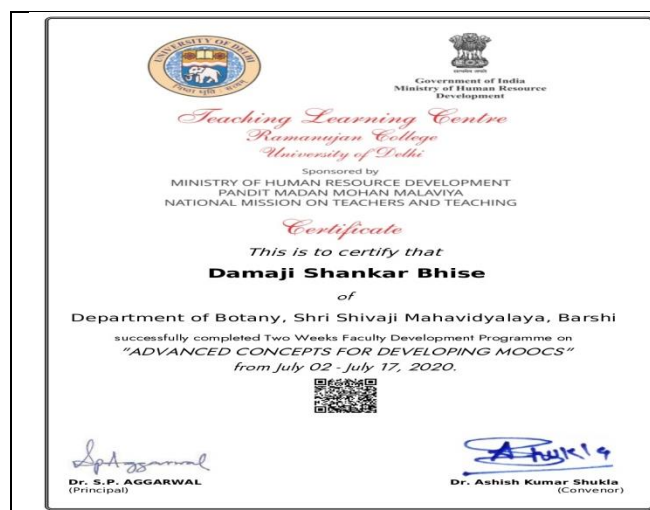 UNIVERSITY OF DELHI
Government of India
Ministry of Human Resource
Development
Teaching Learning Centre
Ramanujan College
University of Delhi
Sponsored by
MINISTRY OF HUMAN RESOURCE DEVELOPMENT
PANDIT MADAN MOHAN MALAVIYA
NATIONAL MISSION ON TEACHERS AND TEACHING
Certificate
This is to certify that
Damaji Shankar Bhise
of
Department of Botany, Shri Shivaji Mahavidyalaya, Barshi
successfully completed Two Weeks Faculty Development Programme on
"ADVANCED CONCEPTS FOR DEVELOPING MOOCS"
from July 02 - July 17, 2020.
SpAggarwal
AShukla
Dr. S.P. AGGARWAL
(Principal)
Dr. Ashish Kumar Shukla
(Convenor)